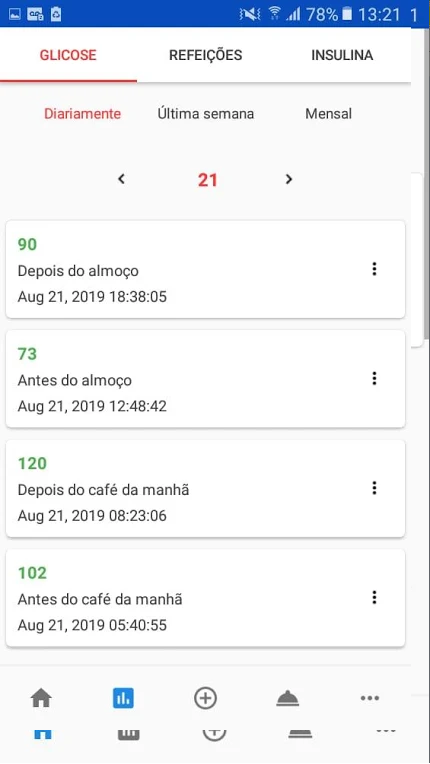 78% 13:21 1
GLICOSE REFEIÇÕES INSULINA
Diariamente Última semana Mensal
21
90
Depois do almoço
Aug 21, 2019 18:38:05
73
Antes do almoço
Aug 21, 2019 12:48:42
120
Depois do café da manhã
Aug 21, 2019 08:23:06
102
Antes do café da manhã
Aug 21, 2019 05:40:55